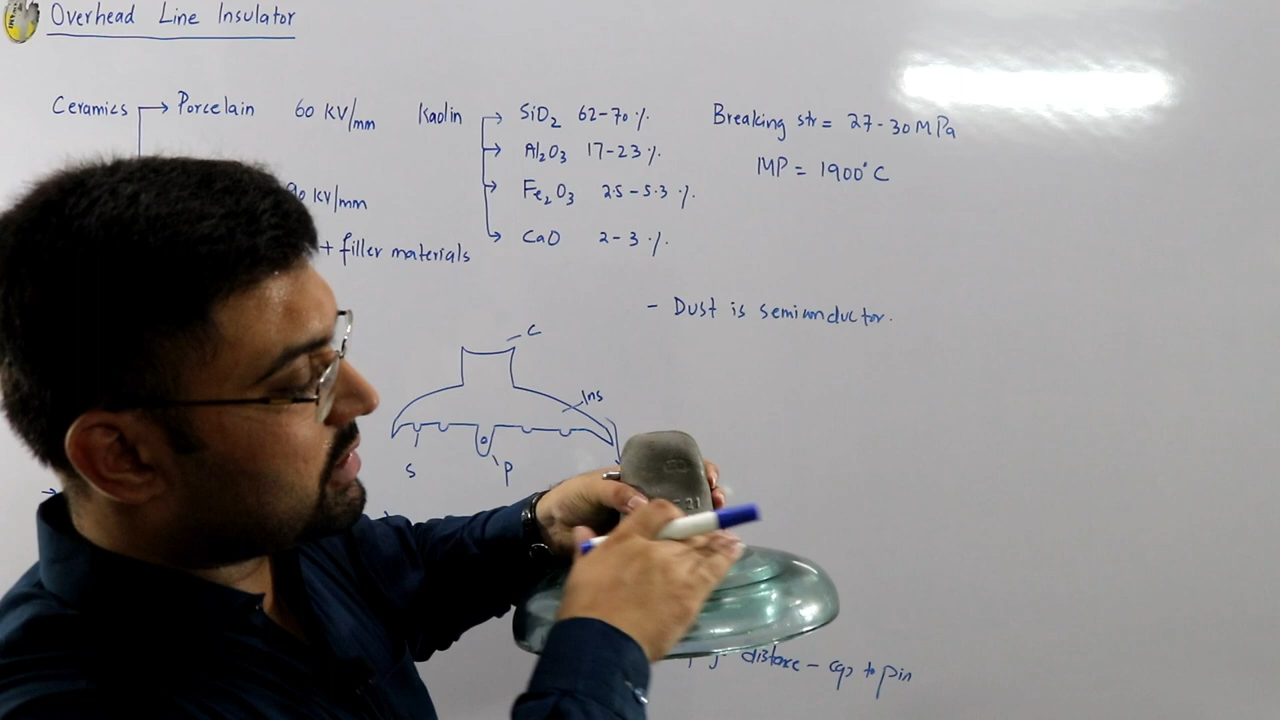 Overhead Line Insulator
Ceramics → Porcelain 60 KV/mm Kaolin → SiO2 62-70 %. Breaking str = 27-30 MPa
→ Al2O3 17-23 %. MP = 1900°C
→ Fe2O3 2.5-5.3 %.
90 KV/mm
→ CaO 2-3 %.
+ filler materials
- Dust is semiconductor.
C
Ins
S P
21
distance - cap to pin